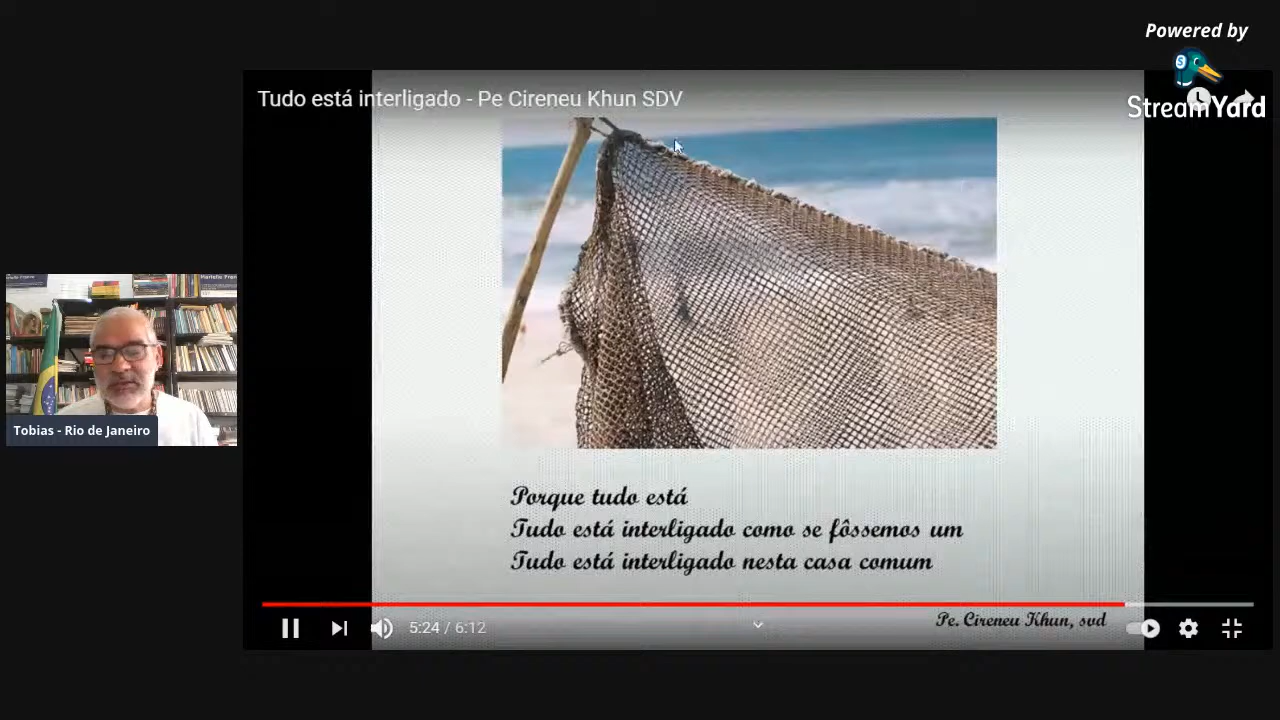 Powered by
StreamYard
Tudo está interligado - Pe Cireneu Khun SDV
Tobias - Rio de Janeiro
Porque tudo está
Tudo está interligado como se fôssemos um
Tudo está interligado nesta casa comum
Pe. Cireneu Khun, svd
5:24 / 6:12